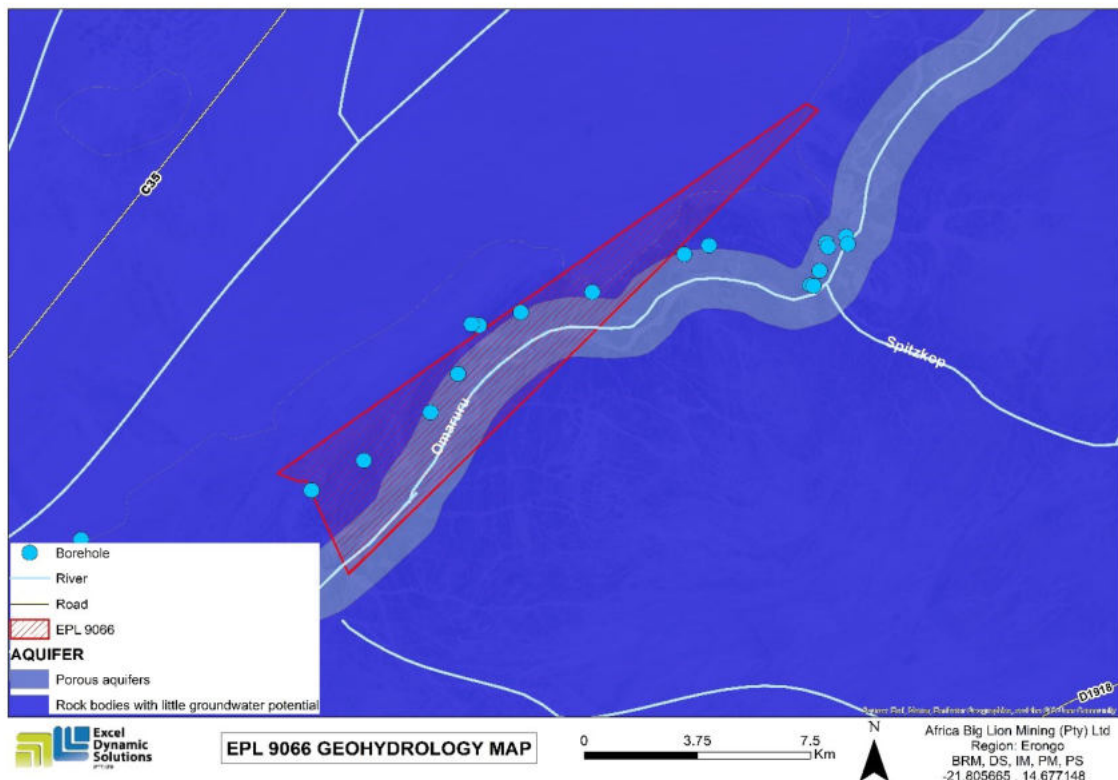 C35
Omaruru
Spitzkop
D1918
Borehole
River
Road
EPL 9066
AQUIFER
Porous aquifers
Rock bodies with little groundwater potential
Excel
Dynamic
Solutions
EPL 9066 GEOHYDROLOGY MAP
0 3.75 7.5
Km
N
Africa Big Lion Mining (Pty) Ltd
Region: Erongo
BRM, DS, IM, PM, PS
-21.805665 14.677148